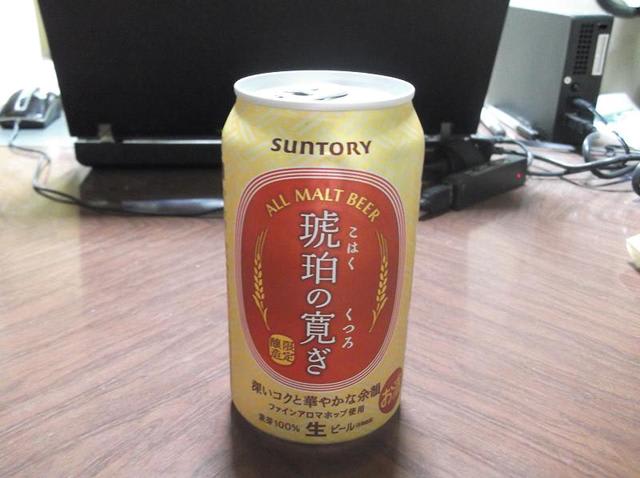 SUNTORY
ALL MALT BEER
琥珀の寛ぎ
こはく
くつろ
限定
醸造
深いコクと華やかな余韻
お酒
ファインアロマホップ使用
麦芽100% 生 ビール